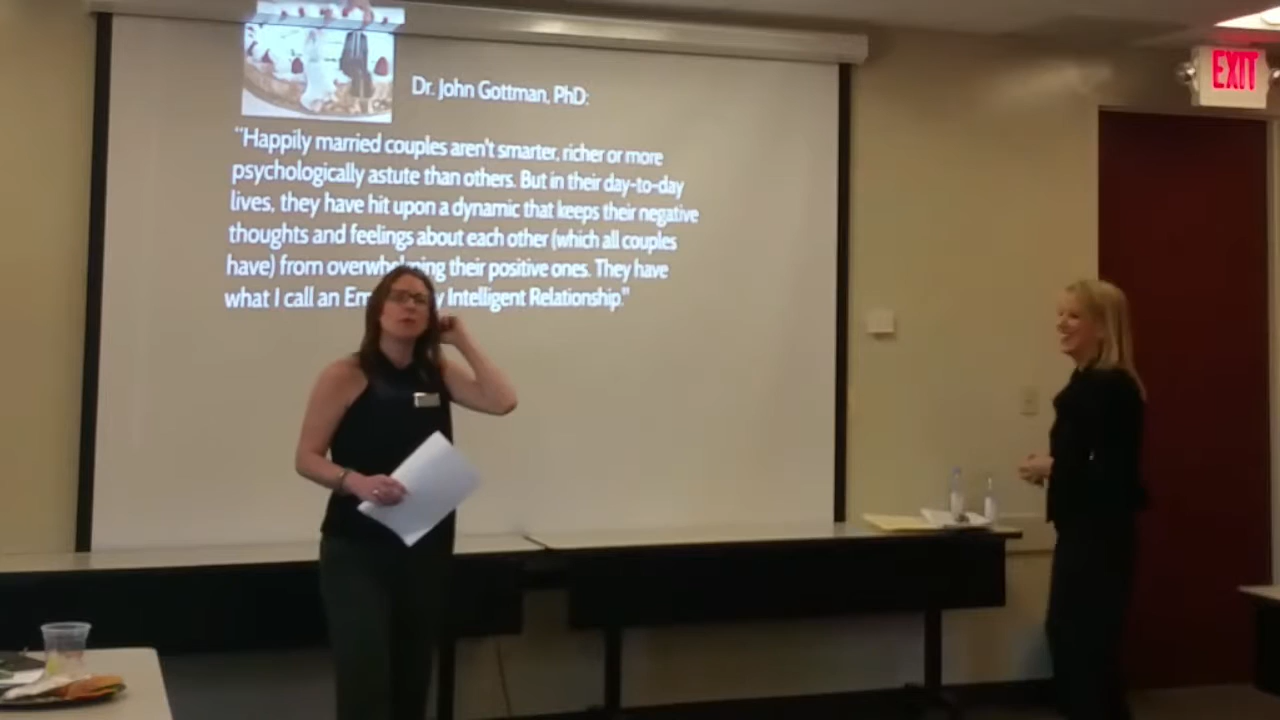 Dr. John Gottman, PhD:
"Happily married couples aren't smarter, richer or more
psychologically astute than others. But in their day-to-day
lives, they have hit upon a dynamic that keeps their negative
thoughts and feelings about each other (which all couples
have) from overwhelming their positive ones. They have
what I call an Em y Intelligent Relationship."
EXIT